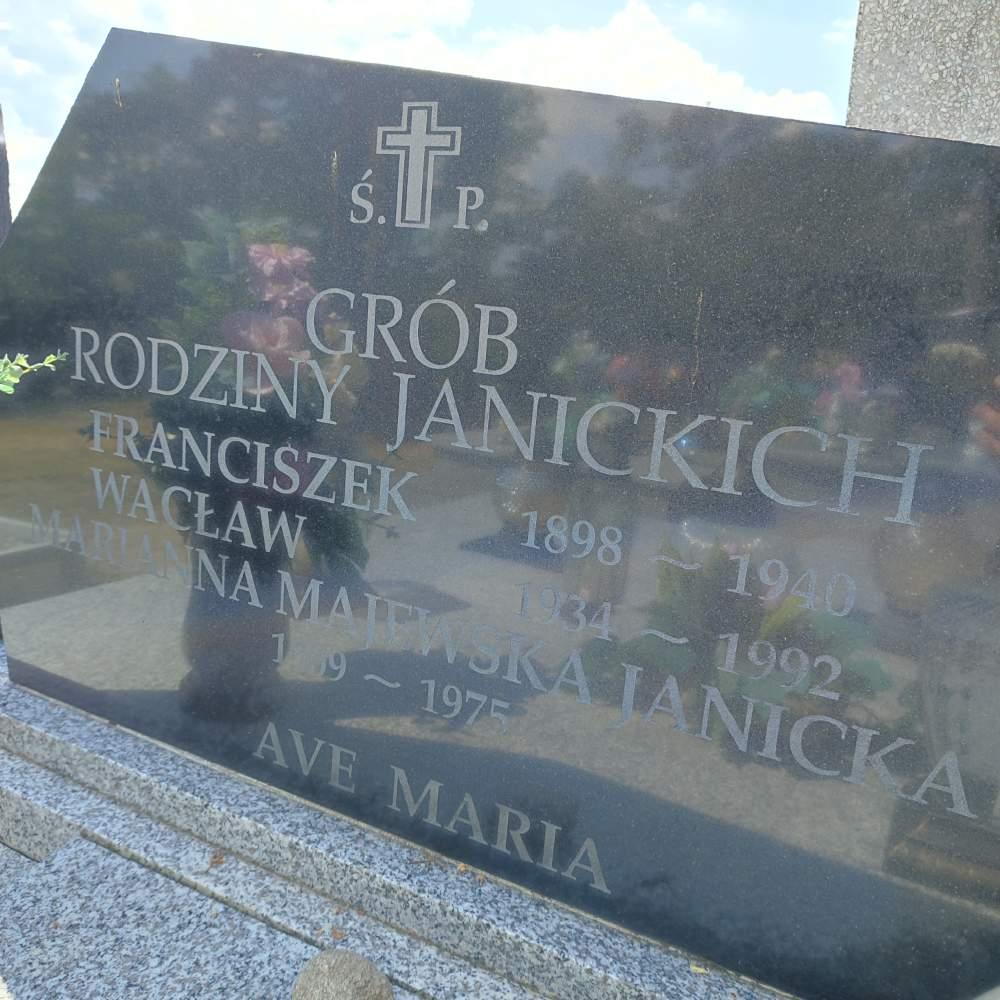 Ś. P.
GRÓB
RODZINY JANICKICH
FRANCISZEK 1898 ~ 1940
WACŁAW 1934 ~ 1992
MARIANNA MAJEWSKA JANICKA
~ 1975
AVE MARIA